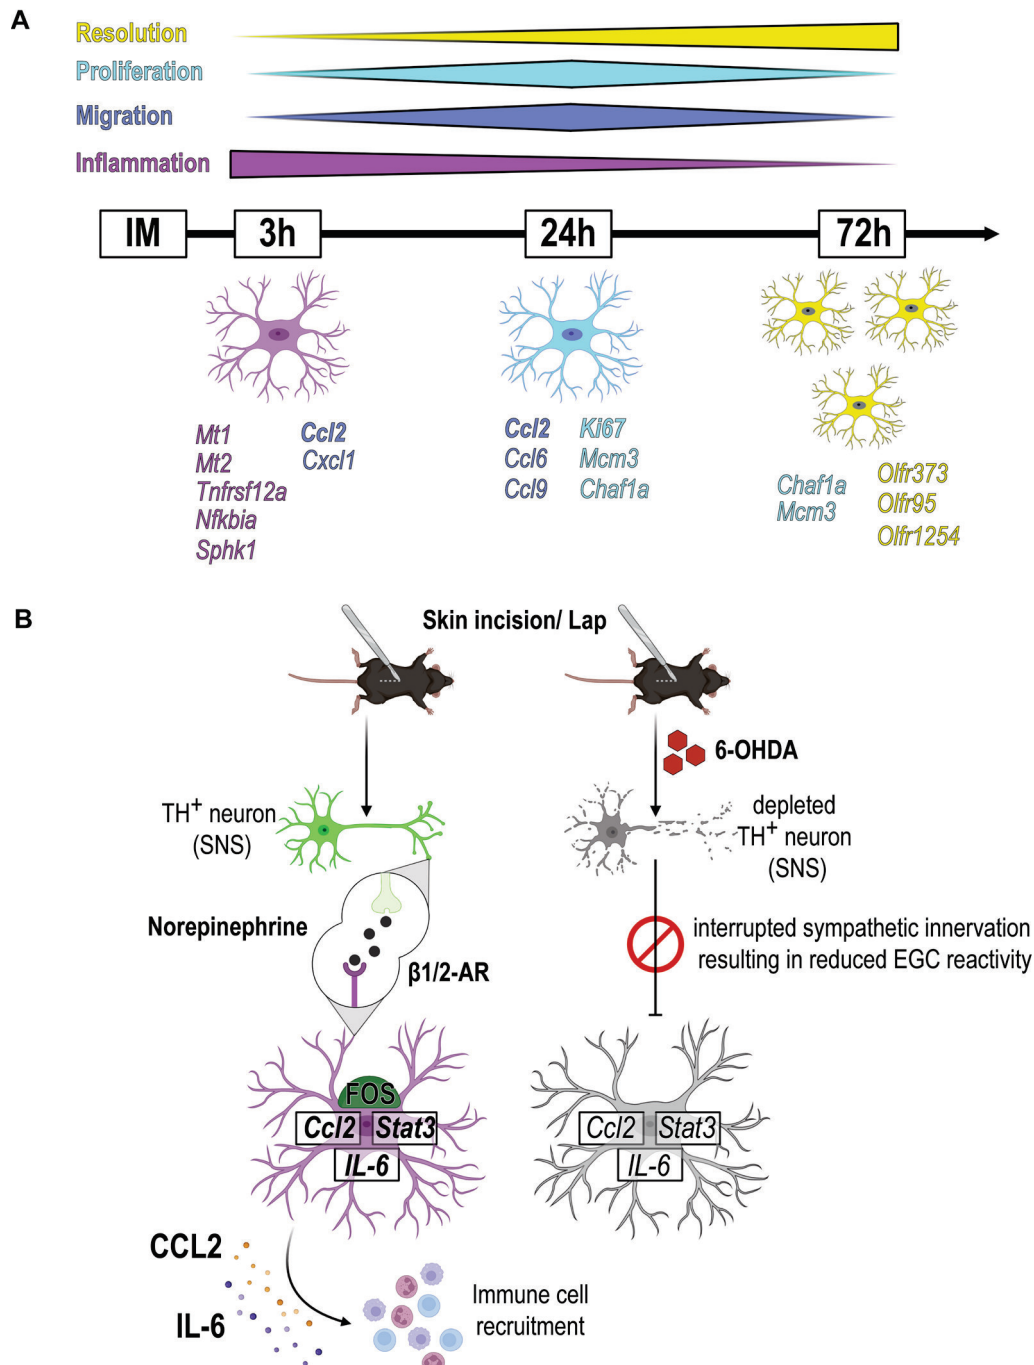 A
Resolution
Proliferation
Migration
Inflammation
IM
3h
24h
72h
Mt1
Mt2
Tnfrsf12a
Nfkbia
Sphk1
Ccl2
Cxcl1
Ccl2
Ccl6
Ccl9
Ki67
Mcm3
Chaf1a
Chaf1a
Mcm3
Olfr373
Olfr95
Olfr1254
B
Skin incision/ Lap
6-OHDA
TH+ neuron
(SNS)
depleted
TH+ neuron
(SNS)
Norepinephrine
β1/2-AR
interrupted sympathetic innervation
resulting in reduced EGC reactivity
FOS
Ccl2
Stat3
IL-6
Ccl2
Stat3
IL-6
CCL2
IL-6
Immune cell
recruitment